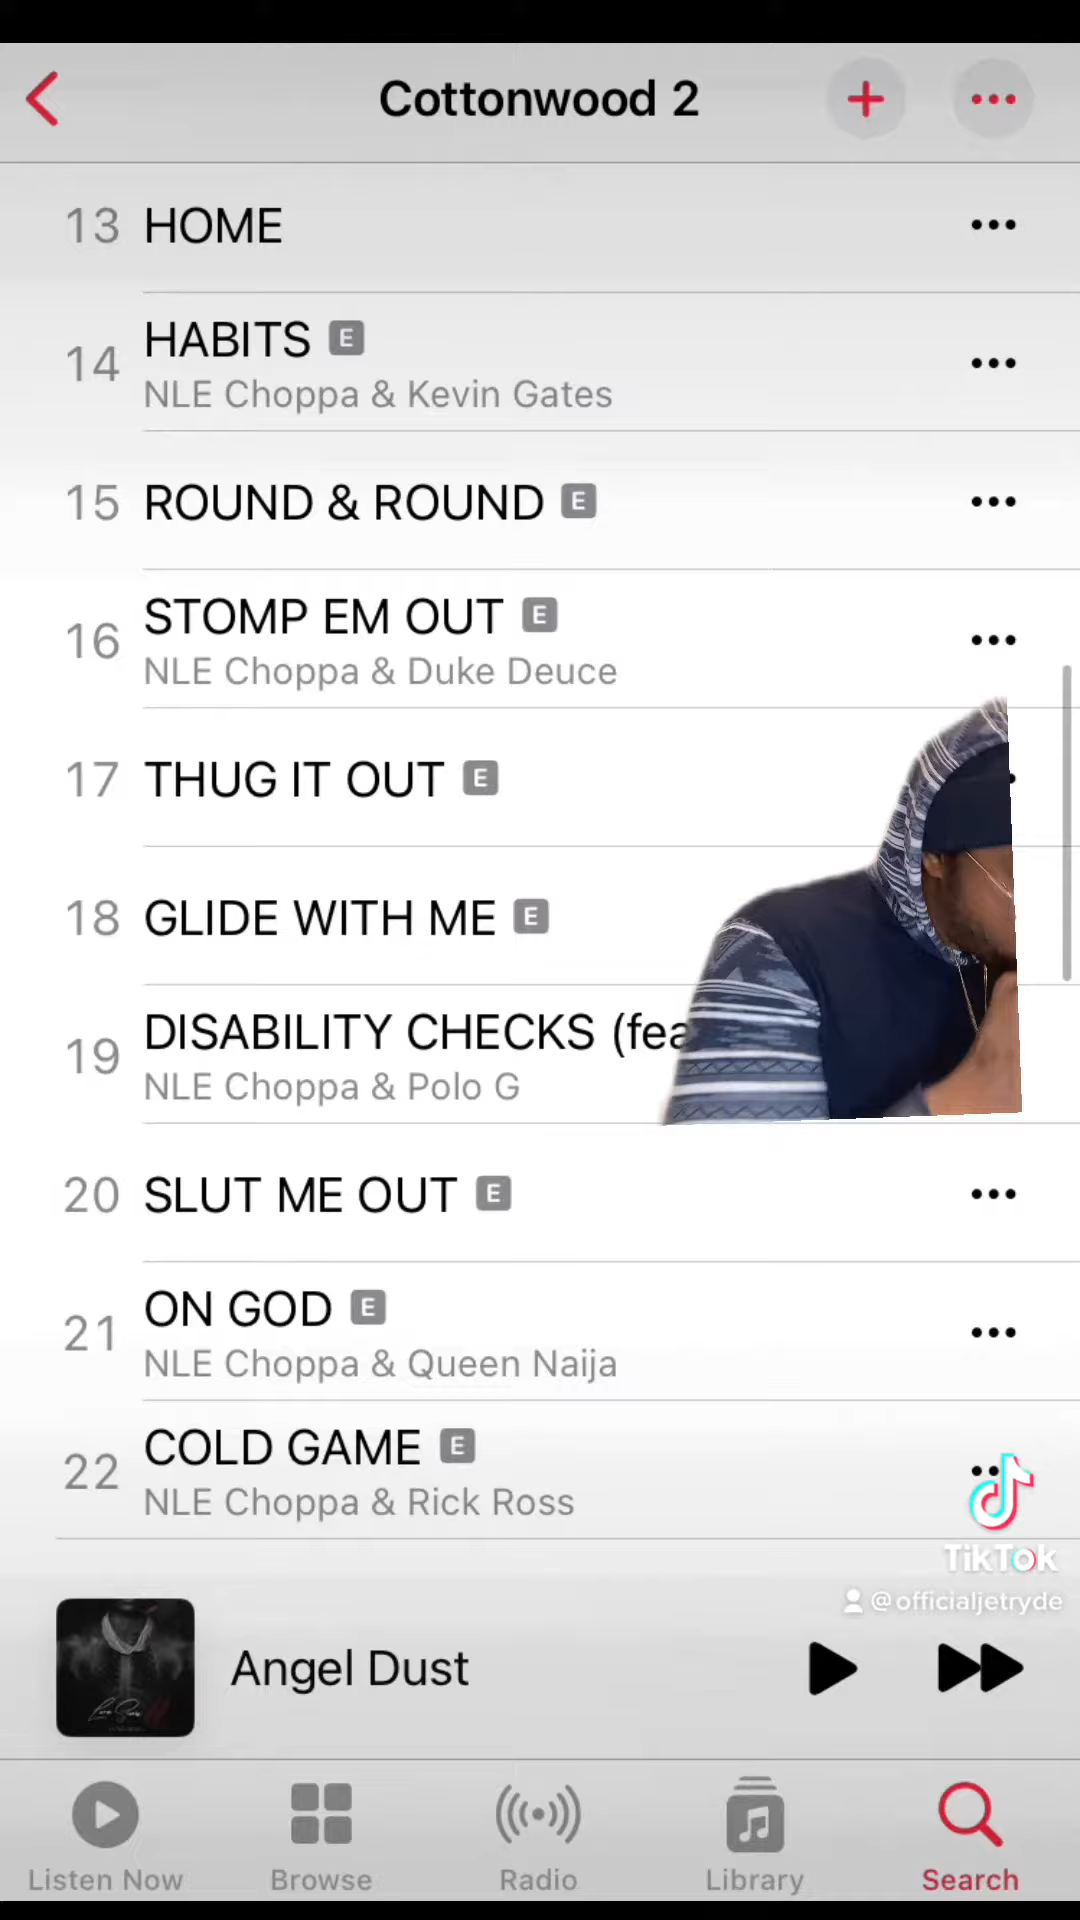 Cottonwood 2
13 HOME
14 HABITS E
NLE Choppa & Kevin Gates
15 ROUND & ROUND E
16 STOMP EM OUT E
NLE Choppa & Duke Deuce
17 THUG IT OUT E
18 GLIDE WITH ME E
19 DISABILITY CHECKS (fea
NLE Choppa & Polo G
20 SLUT ME OUT E
21 ON GOD E
NLE Choppa & Queen Naija
22 COLD GAME E
NLE Choppa & Rick Ross
TikTok
@officialjetryde
Angel Dust
Listen Now Browse Radio Library Search